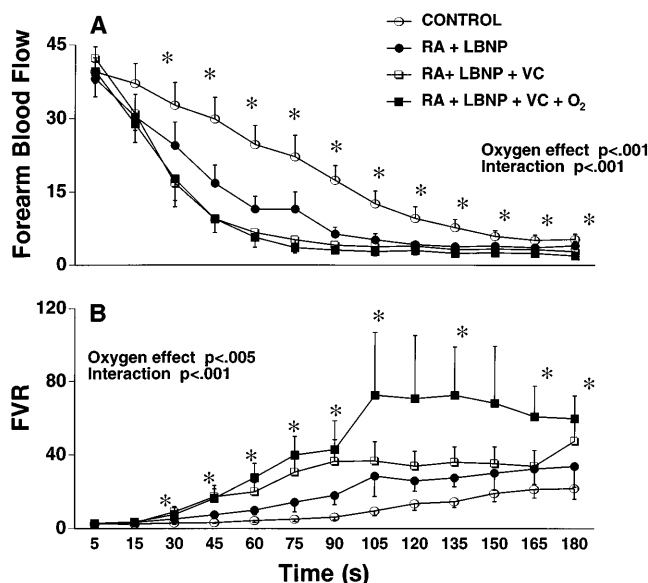 A
CONTROL
RA + LBNP
RA+ LBNP + VC
RA + LBNP + VC + O₂
45
30
15
0
Forearm Blood Flow
* * * * * * * * * * *
Oxygen effect p<.001
Interaction p<.001
B
120
80
40
0
FVR
Oxygen effect p<.005
Interaction p<.001
* * * * * * * * *
5 15 30 45 60 75 90 105 120 135 150 165 180
Time (s)